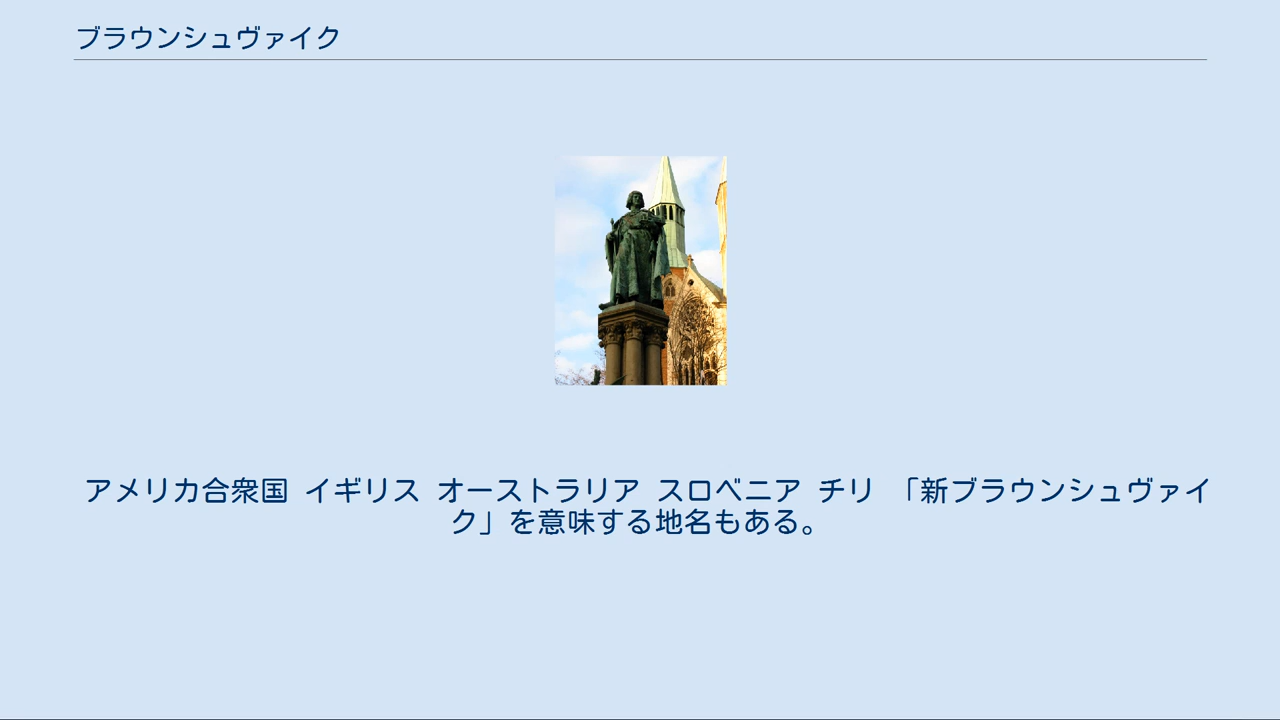 ブラウンシュヴァイク
アメリカ合衆国 イギリス オーストラリア スロベニア チリ 「新ブラウンシュヴァイ
ク」を意味する地名もある。